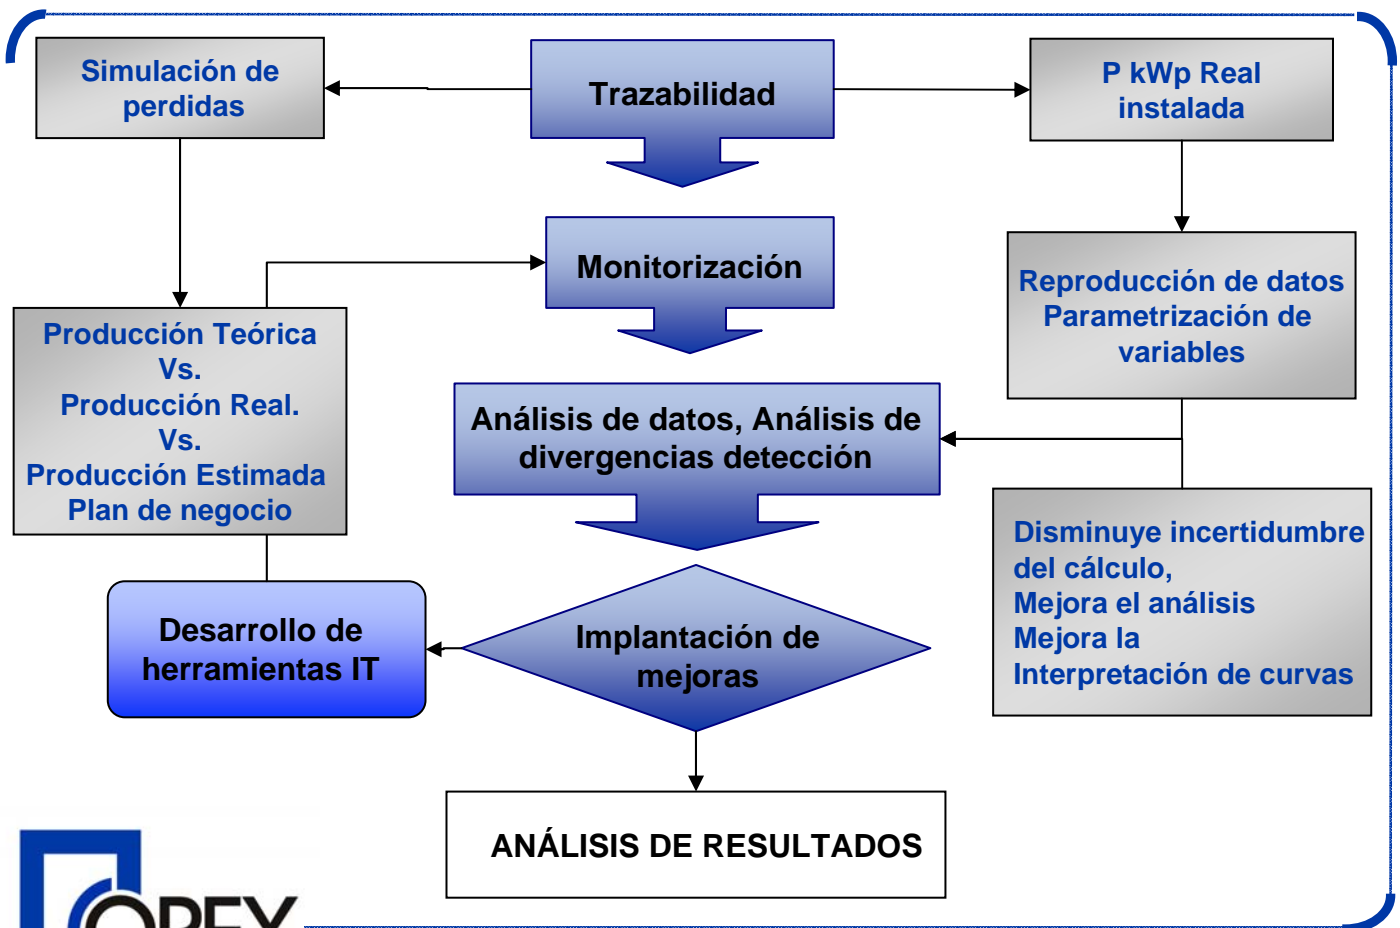 Simulación de
perdidas
Trazabilidad
P kWp Real
instalada
Monitorización
Reproducción de datos
Parametrización de
variables
Producción Teórica
Vs.
Producción Real.
Vs.
Producción Estimada
Plan de negocio
Análisis de datos, Análisis de
divergencias detección
Disminuye incertidumbre
del cálculo,
Mejora el análisis
Mejora la
Interpretación de curvas
Desarrollo de
herramientas IT
Implantación de
mejoras
ANÁLISIS DE RESULTADOS
OPEX